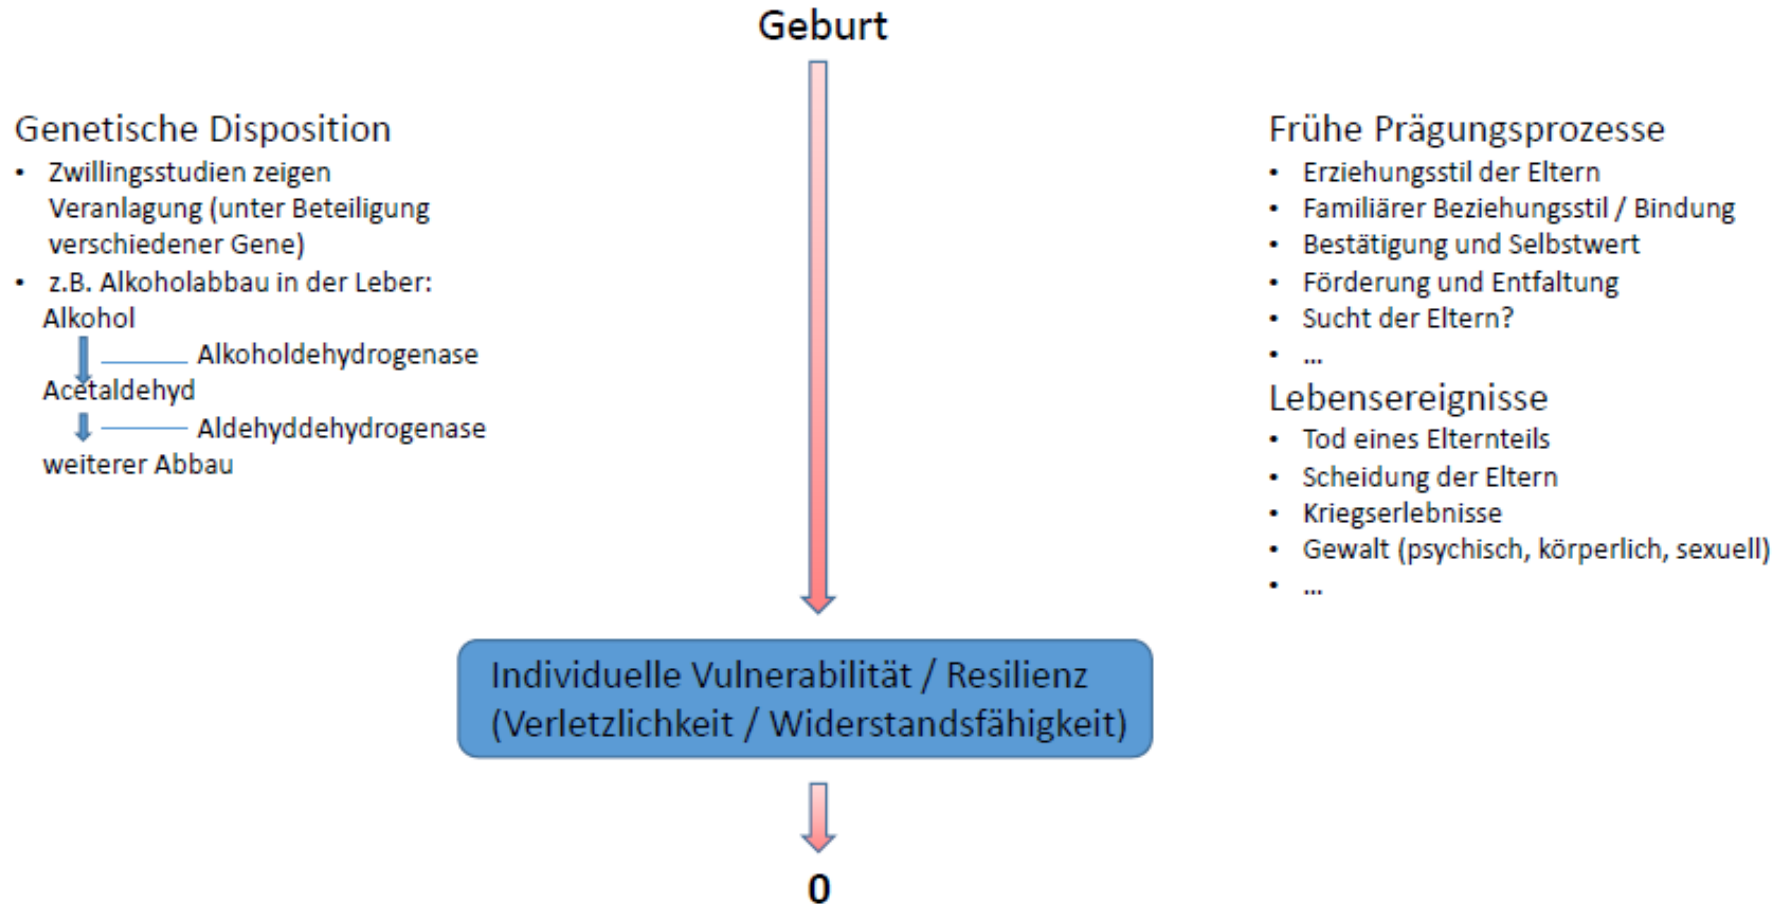 Geburt
Genetische Disposition
• Zwillingsstudien zeigen
Veranlagung (unter Beteiligung
verschiedener Gene)
• z.B. Alkoholabbau in der Leber:
Alkohol
Alkoholdehydrogenase
Acetaldehyd
Aldehyddehydrogenase
weiterer Abbau
Frühe Prägungsprozesse
• Erziehungsstil der Eltern
• Familiärer Beziehungsstil / Bindung
• Bestätigung und Selbstwert
• Förderung und Entfaltung
• Sucht der Eltern?
• ...
Lebensereignisse
• Tod eines Elternteils
• Scheidung der Eltern
• Kriegserlebnisse
• Gewalt (psychisch, körperlich, sexuell)
• ...
Individuelle Vulnerabilität / Resilienz
(Verletzlichkeit / Widerstandsfähigkeit)
0